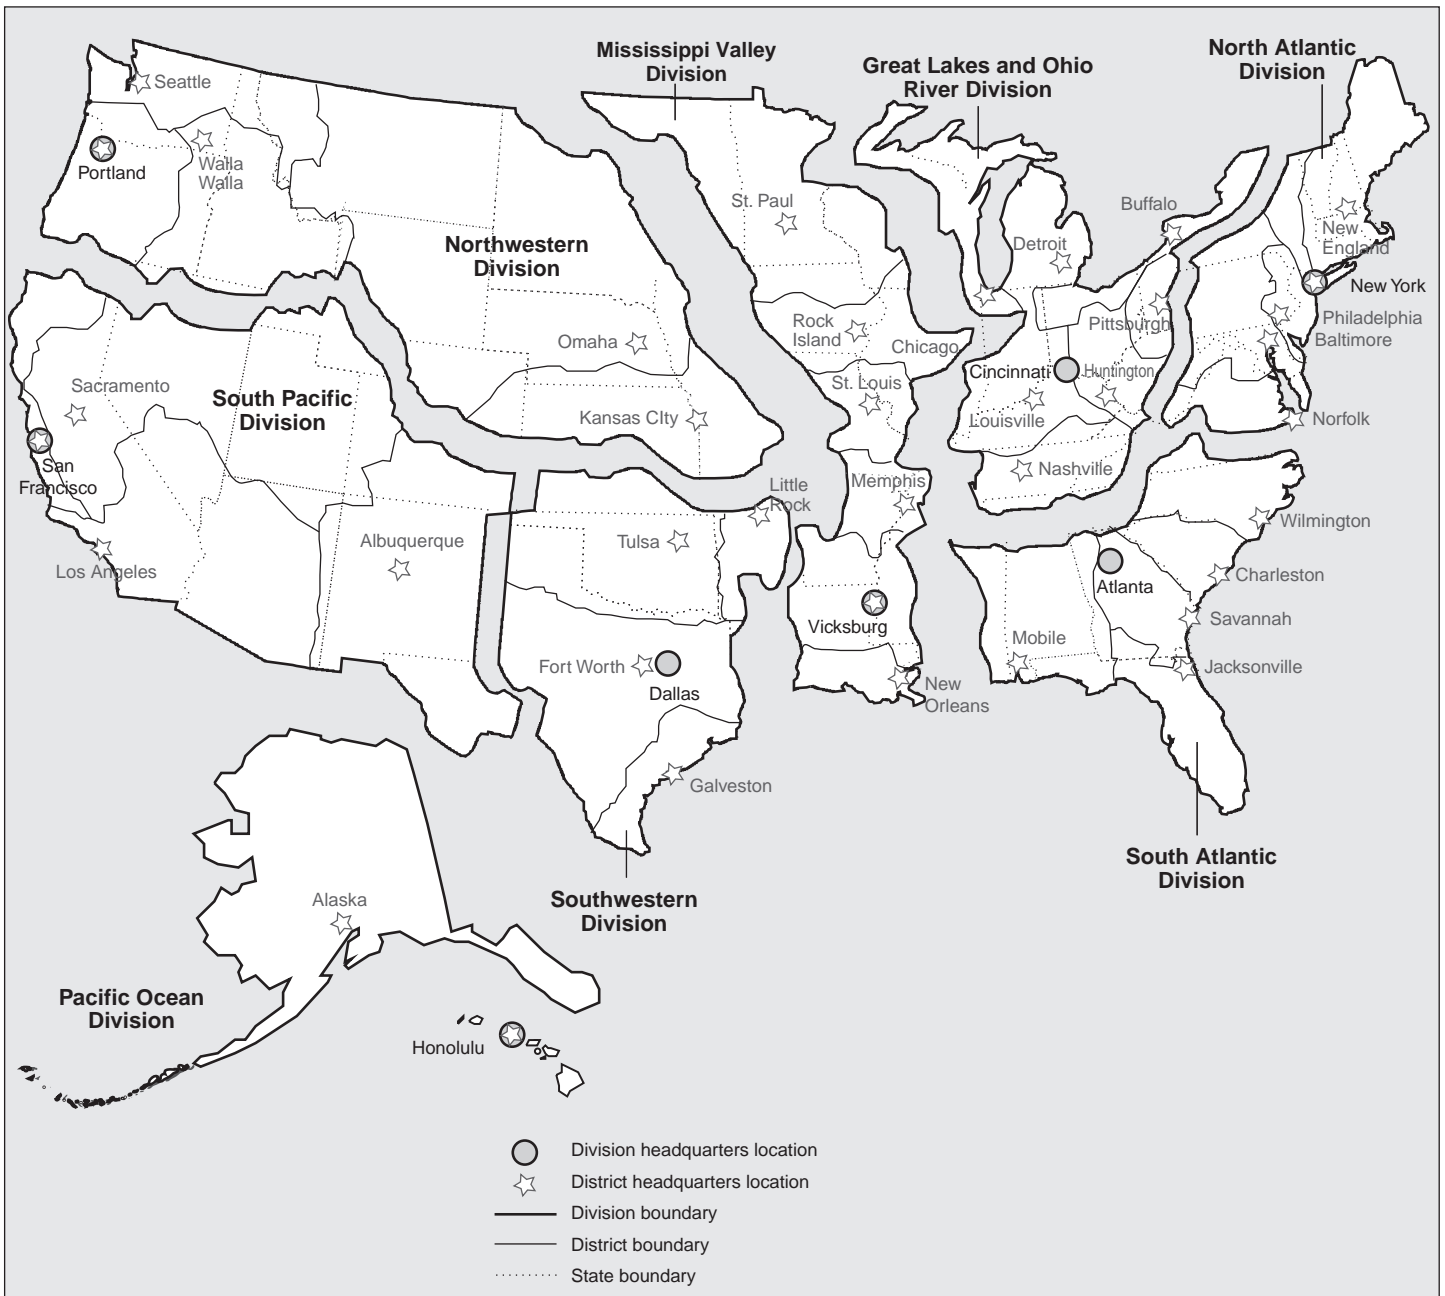 Mississippi Valley
Division
Great Lakes and Ohio
River Division
North Atlantic
Division
Seattle
Portland
Walla
Walla
Northwestern
Division
Omaha
Kansas CIty
St. Paul
Rock
Island
Chicago
St. Louis
Memphis
Vicksburg
New
Orleans
Detroit
Buffalo
Pittsburgh
Cincinnati
Huntington
Louisville
Nashville
New
England
New York
Philadelphia
Baltimore
Norfolk
Sacramento
South Pacific
Division
San
Francisco
Los Angeles
Albuquerque
Little
Rock
Tulsa
Fort Worth
Dallas
Galveston
Southwestern
Division
Wilmington
Charleston
Atlanta
Savannah
Mobile
Jacksonville
South Atlantic
Division
Alaska
Pacific Ocean
Division
Honolulu
Division headquarters location
District headquarters location
Division boundary
District boundary
State boundary